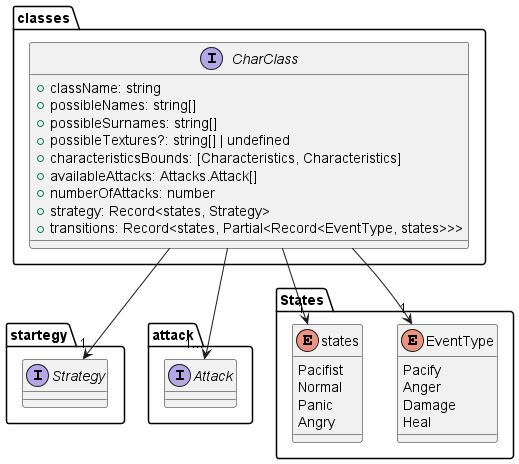 classes
I CharClass
className: string
possibleNames: string[]
possibleSurnames: string[]
possibleTextures?: string[] | undefined
characteristicsBounds: [Characteristics, Characteristics]
availableAttacks: Attacks.Attack[]
numberOfAttacks: number
strategy: Record<states, Strategy>
transitions: Record<states, Partial<Record<EventType, states>>>
startegy
1
I Strategy
attack
I Attack
States
1
E states
Pacifist
Normal
Panic
Angry
1
E EventType
Pacify
Anger
Damage
Heal